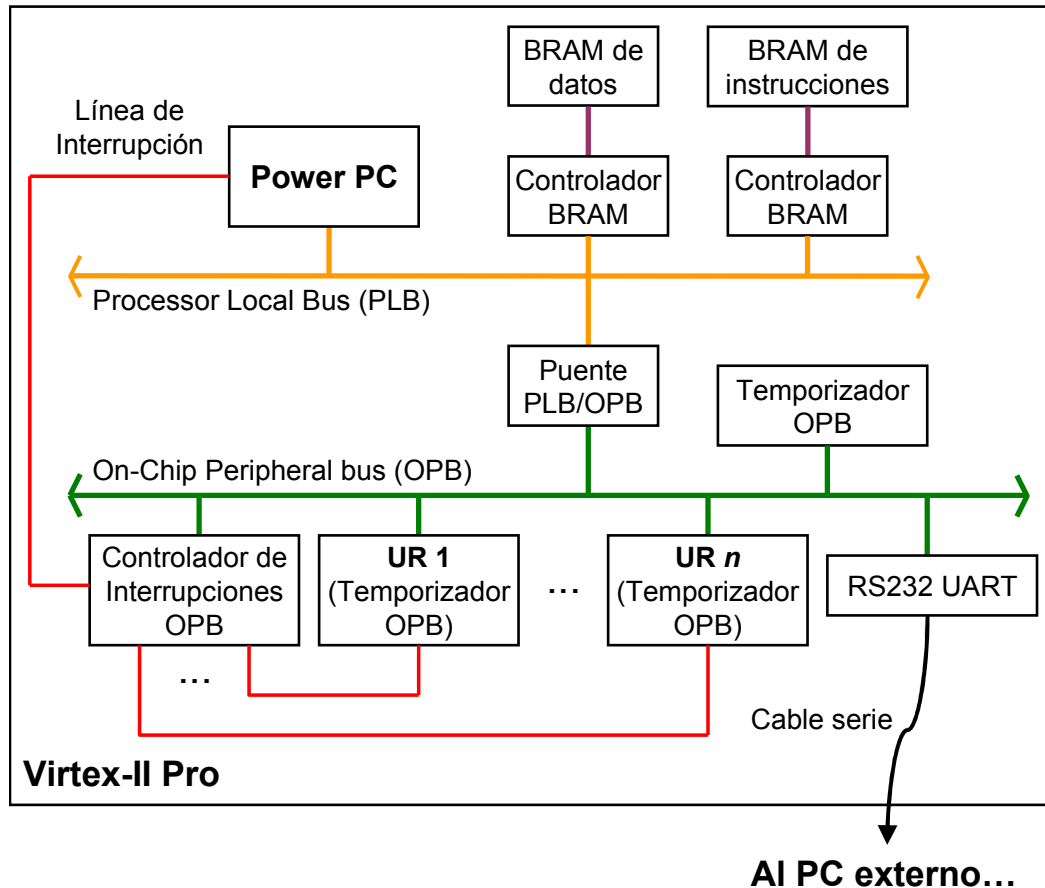 BRAM de
datos
BRAM de
instrucciones
Línea de
Interrupción
Power PC
Controlador
BRAM
Controlador
BRAM
Processor Local Bus (PLB)
Puente
PLB/OPB
Temporizador
OPB
On-Chip Peripheral bus (OPB)
Controlador de
Interrupciones
OPB
UR 1
(Temporizador
OPB)
...
UR n
(Temporizador
OPB)
RS232 UART
...
Cable serie
Virtex-II Pro
Al PC externo...